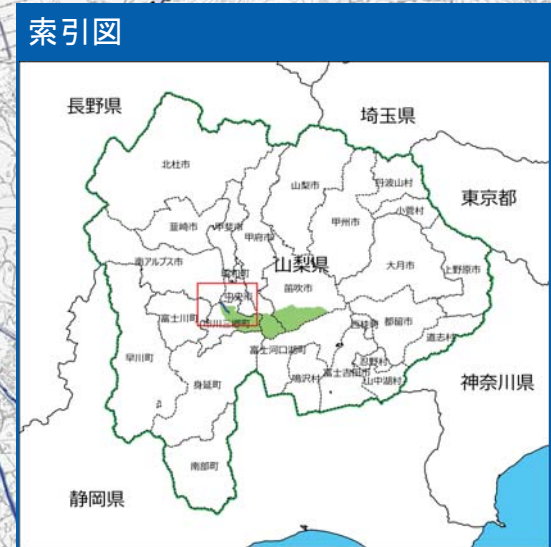 索引図
長野県
埼玉県
北杜市
山梨市
丹波山村
東京都
小菅村
甲州市
韮崎市
甲斐市
甲府市
山梨県
大月市
上野原市
南アルプス市
昭和町
笛吹市
中央市
富士川町
市川三郷町
西桂町
都留市
道志村
早川町
富士河口湖町
忍野村
鳴沢村
富士吉田市
山中湖村
身延町
神奈川県
南部町
静岡県